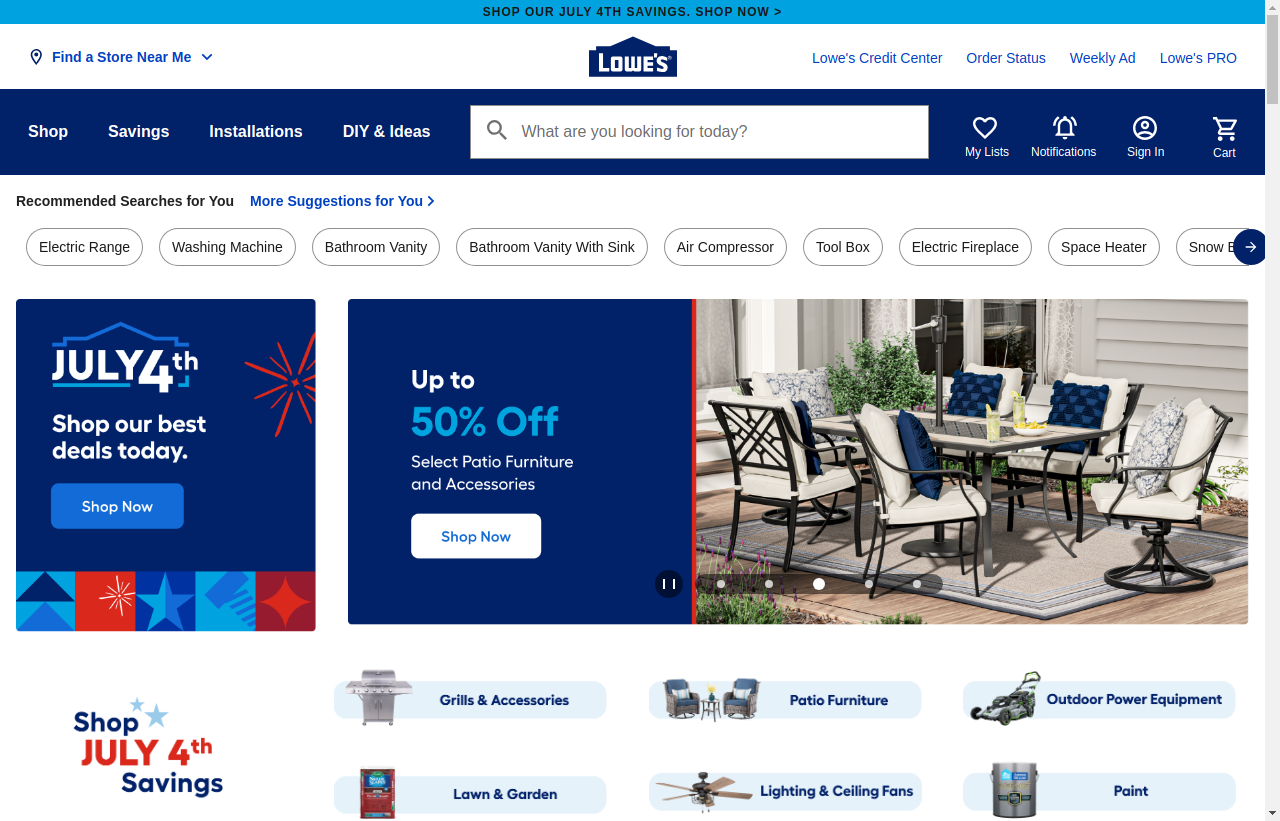 SHOP OUR JULY 4TH SAVINGS. SHOP NOW >
Find a Store Near Me
LOWE'S
Lowe's Credit Center
Order Status
Weekly Ad
Lowe's PRO
Shop
Savings
Installations
DIY & Ideas
What are you looking for today?
My Lists
Notifications
Sign In
Cart
Recommended Searches for You
More Suggestions for You
Electric Range
Washing Machine
Bathroom Vanity
Bathroom Vanity With Sink
Air Compressor
Tool Box
Electric Fireplace
Space Heater
Snow
JULY 4th
Shop our best
deals today.
Shop Now
Up to
50% Off
Select Patio Furniture
and Accessories
Shop Now
Shop
JULY 4th
Savings
Grills & Accessories
Patio Furniture
Outdoor Power Equipment
Lawn & Garden
Lighting & Ceiling Fans
Paint